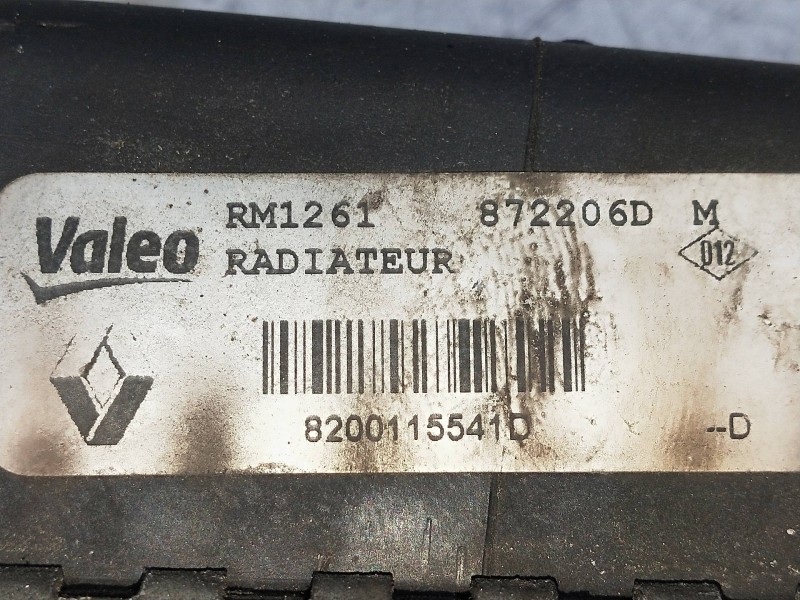 Valeo RM1261 872206D M
RADIATEUR D12
8200115541D --D